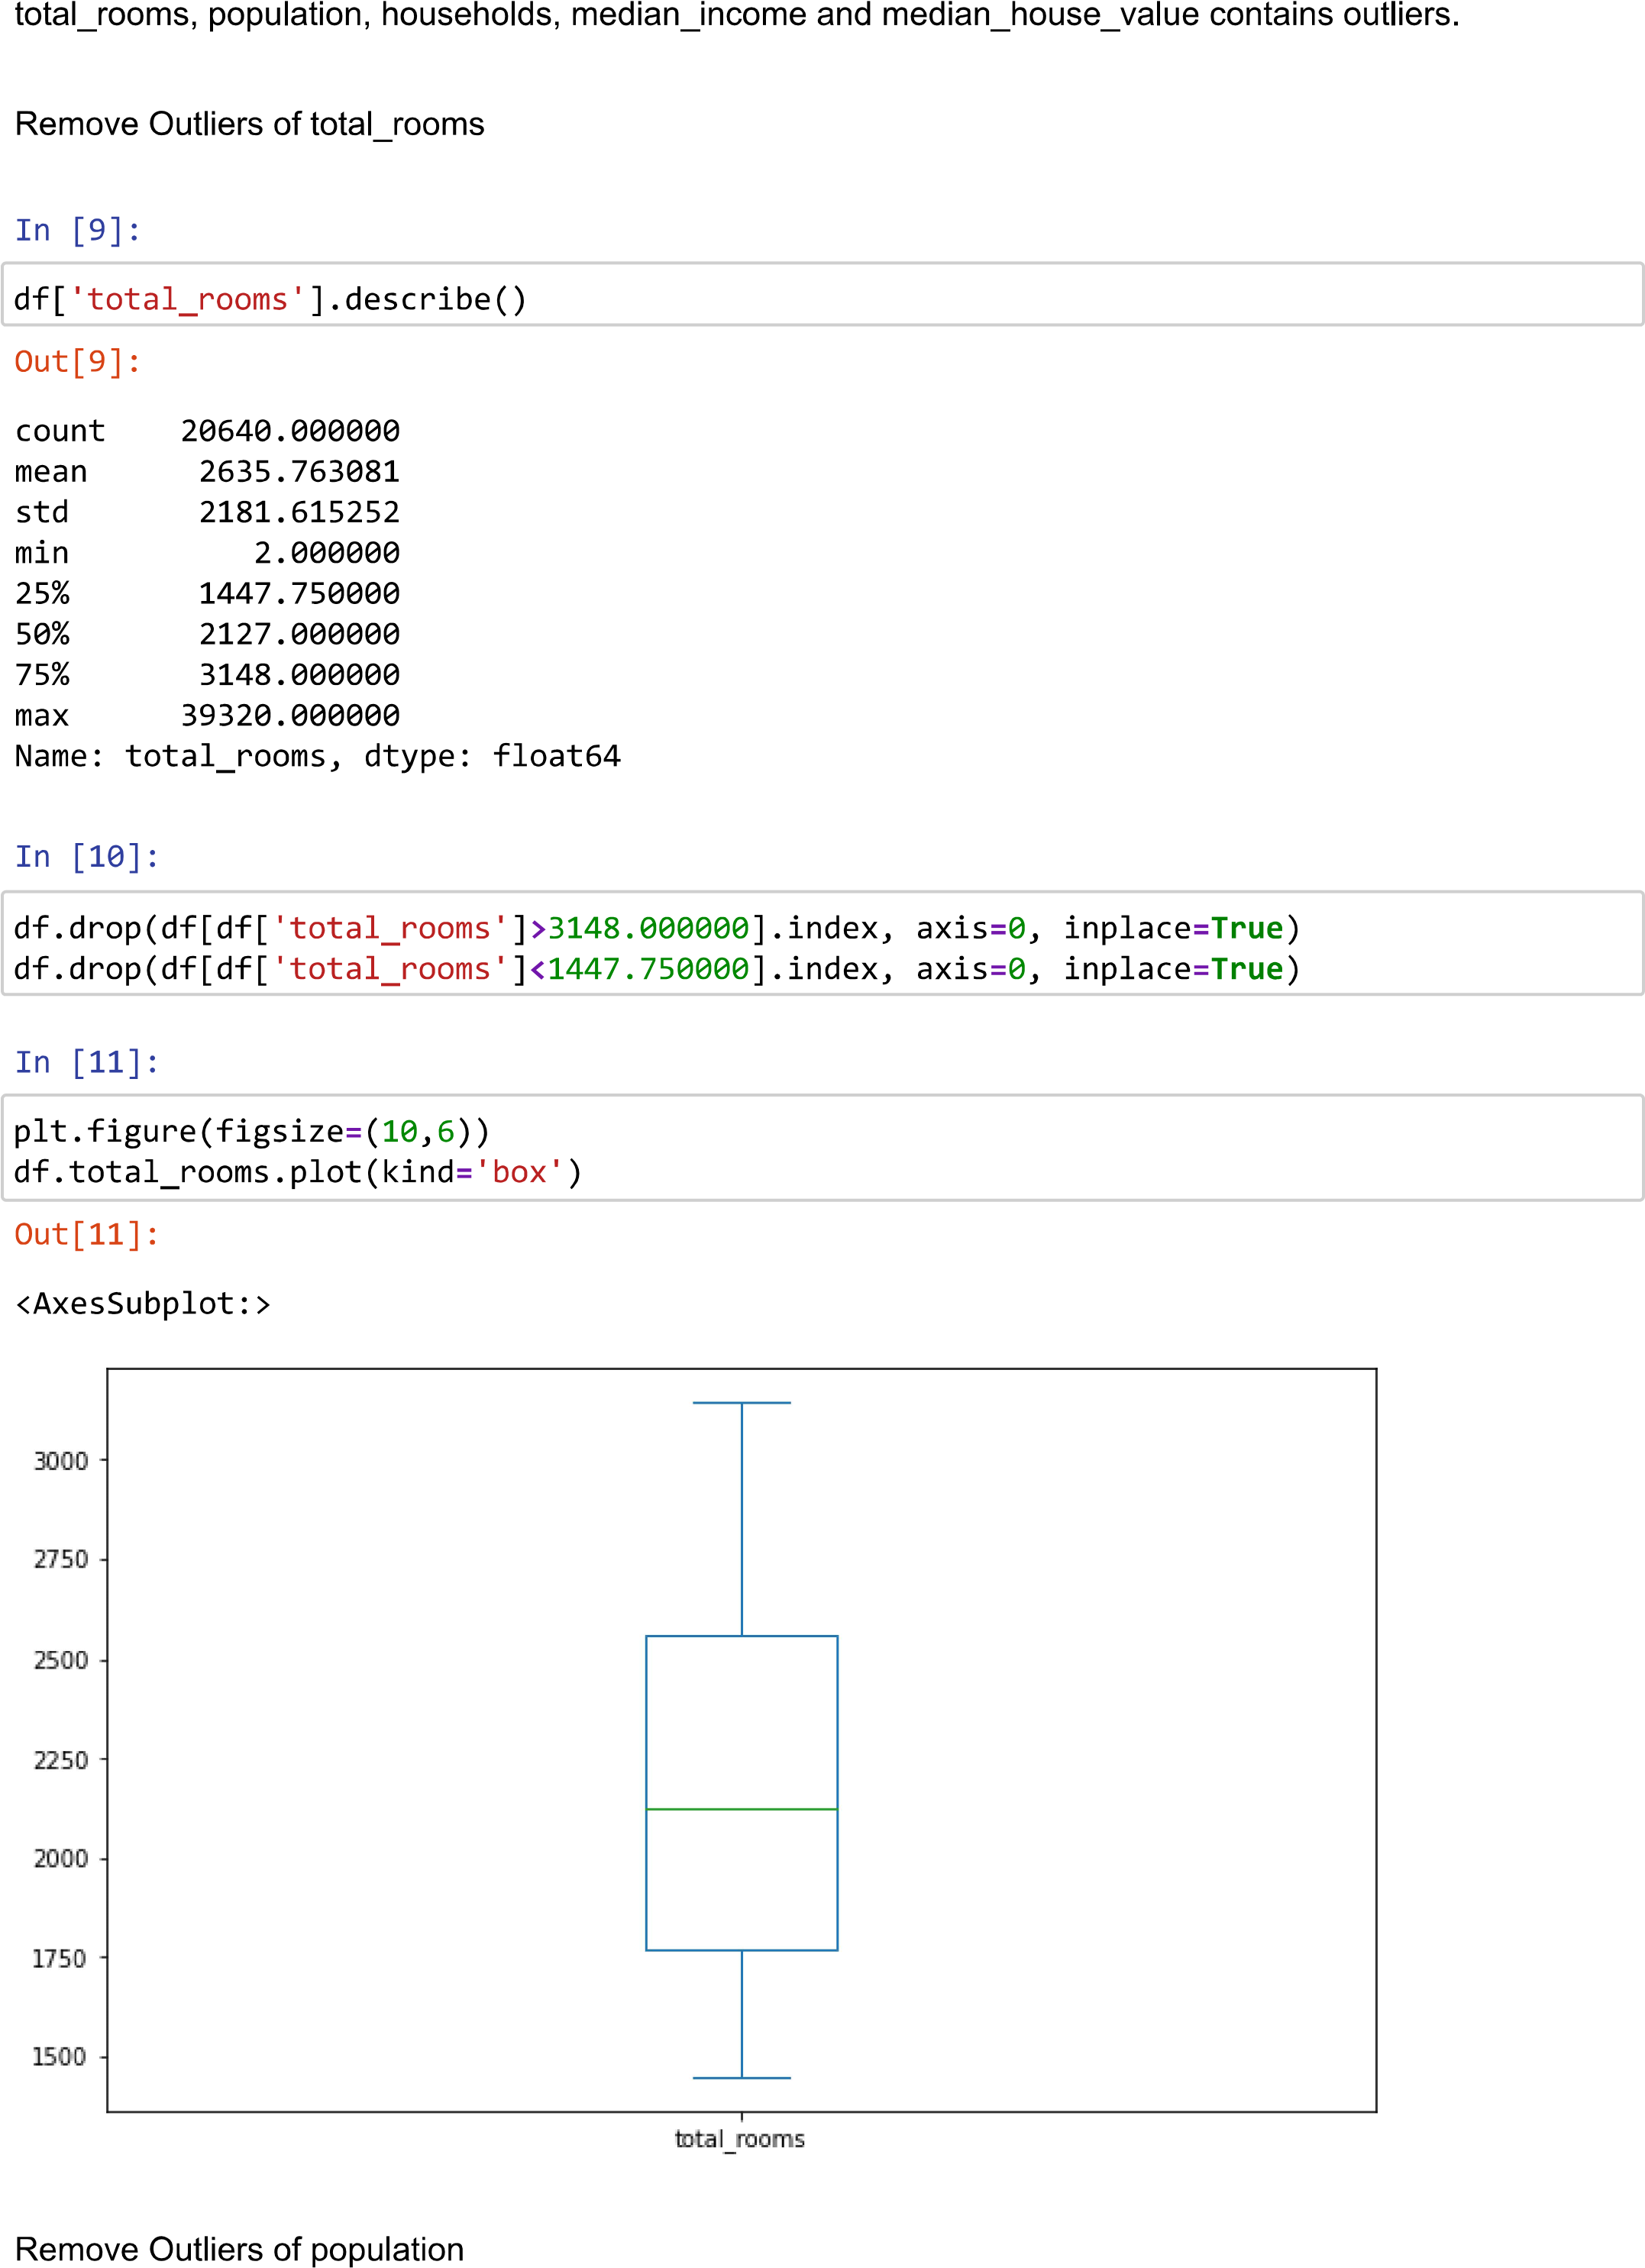 total_rooms, population, households, median_income and median_house_value contains outliers.
Remove Outliers of total_rooms
In [9]:
df['total_rooms'].describe()
Out[9]:
count    20640.000000
mean      2635.763081
std       2181.615252
min          2.000000
25%       1447.750000
50%       2127.000000
75%       3148.000000
max      39320.000000
Name: total_rooms, dtype: float64
In [10]:
df.drop(df[df['total_rooms']>3148.000000].index, axis=0, inplace=True)
df.drop(df[df['total_rooms']<1447.750000].index, axis=0, inplace=True)
In [11]:
plt.figure(figsize=(10,6))
df.total_rooms.plot(kind='box')
Out[11]:
<AxesSubplot:>
3000
2750
2500
2250
2000
1750
1500
total_rooms
Remove Outliers of population